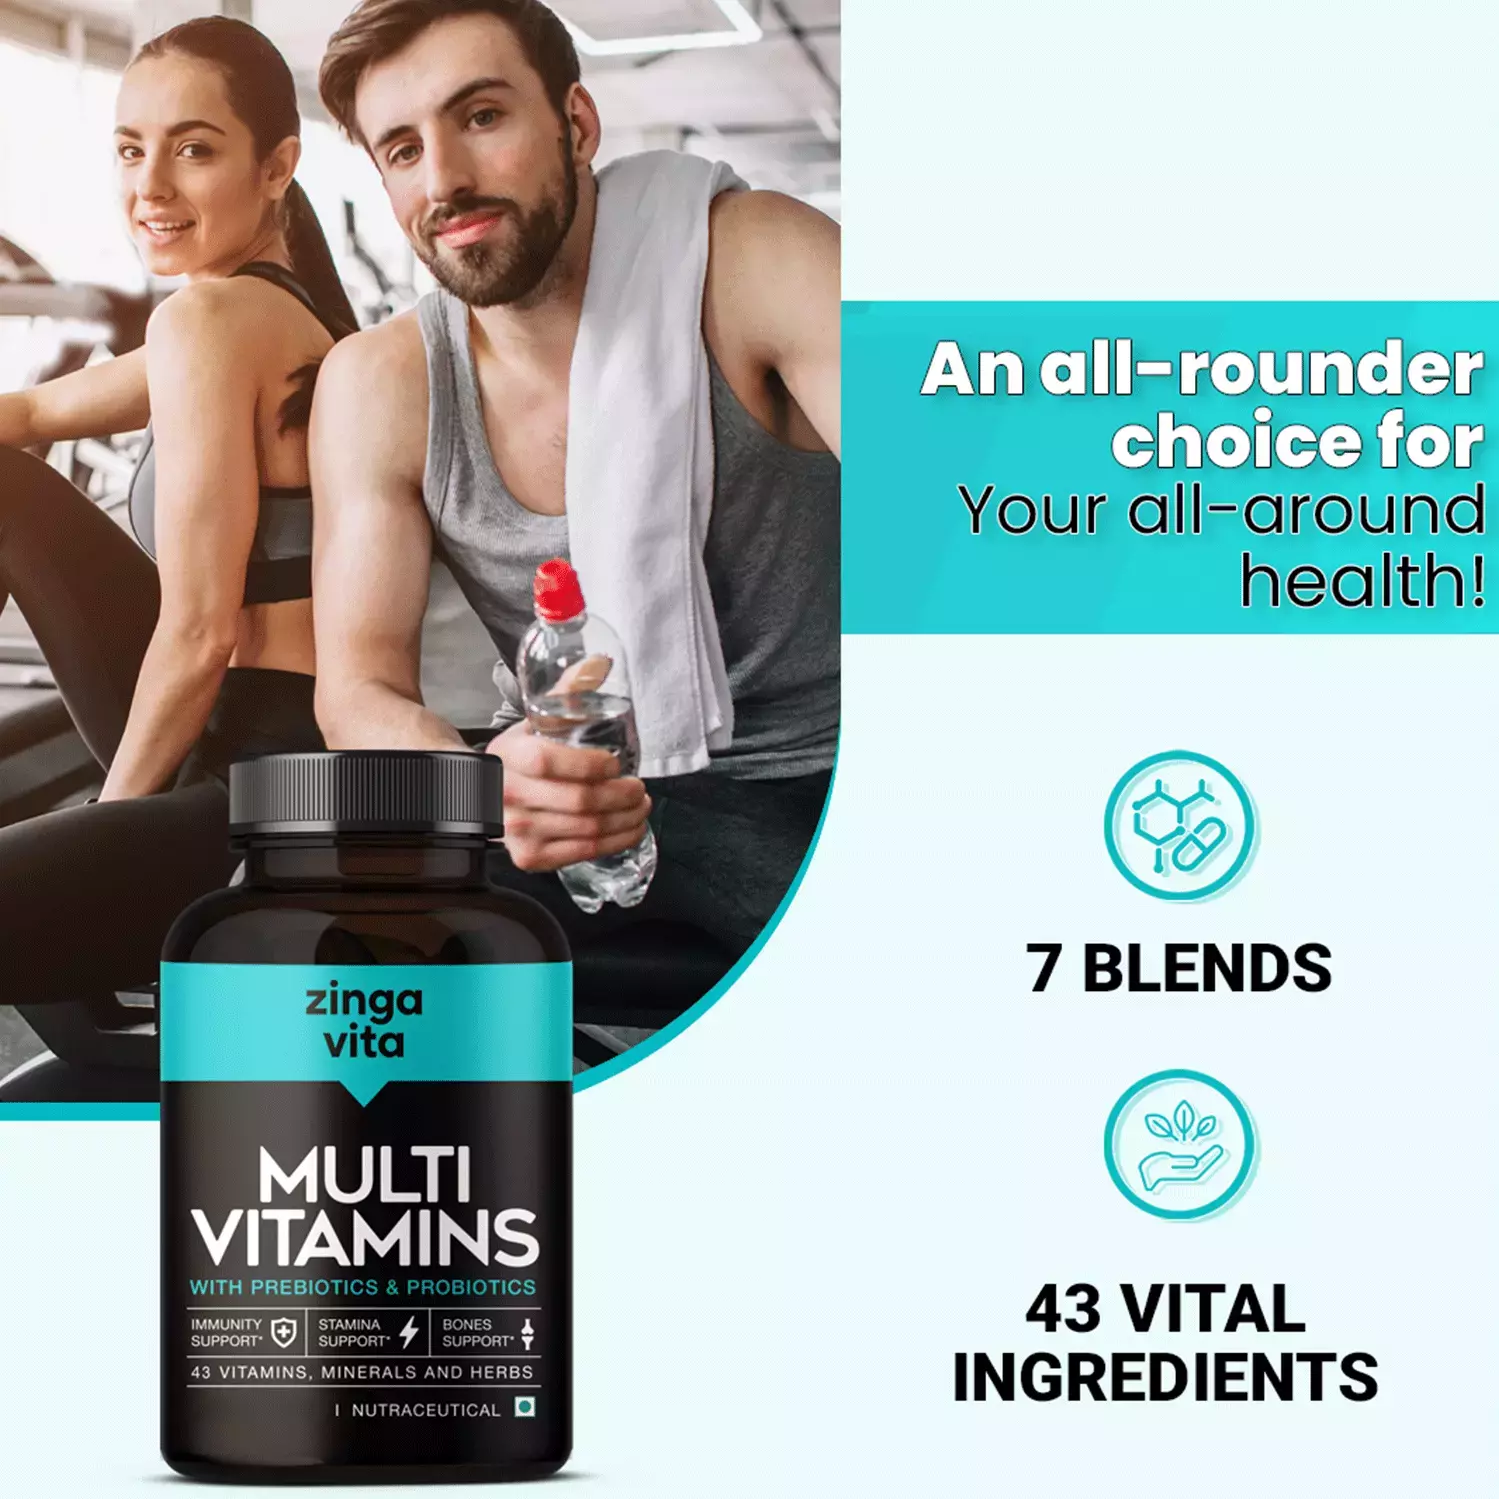 An all-rounder
choice for
Your all-around
health!
7 BLENDS
43 VITAL
INGREDIENTS
zinga
vita
MULTI
VITAMINS
WITH PREBIOTICS & PROBIOTICS
IMMUNITY
SUPPORT*
STAMINA
SUPPORT*
BONES
SUPPORT*
43 VITAMINS, MINERALS AND HERBS
I NUTRACEUTICAL